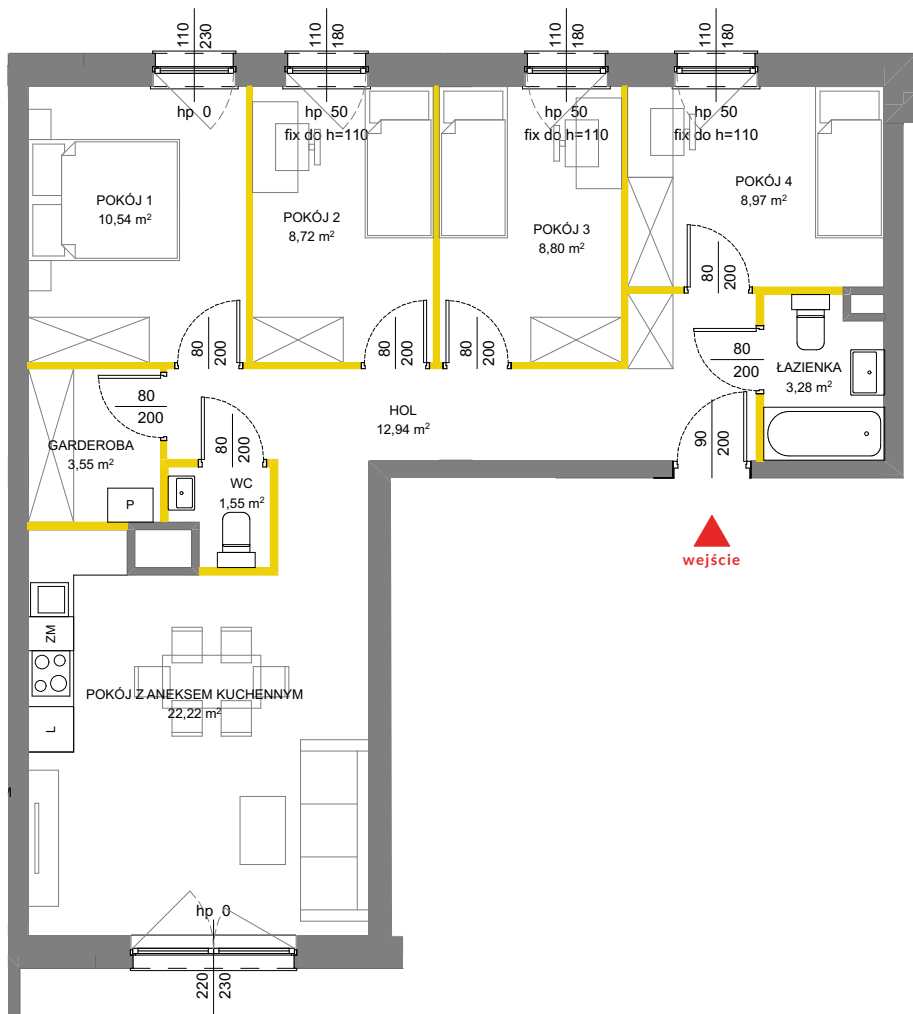 110
230
110
180
110
180
110
180
hp 0
hp 50
fix do h=110
hp 50
fix do h=110
hp 50
fix do h=110
POKÓJ 1
10,54 m²
POKÓJ 2
8,72 m²
POKÓJ 3
8,80 m²
POKÓJ 4
8,97 m²
80
200
80
200
80
200
80
200
80
200
ŁAZIENKA
3,28 m²
80
200
HOL
12,94 m²
90
200
GARDEROBA
3,55 m²
80
200
WC
1,55 m²
P
wejście
ZM
POKÓJ Z ANEKSEM KUCHENNYM
22,22 m²
L
hp 0
220
230